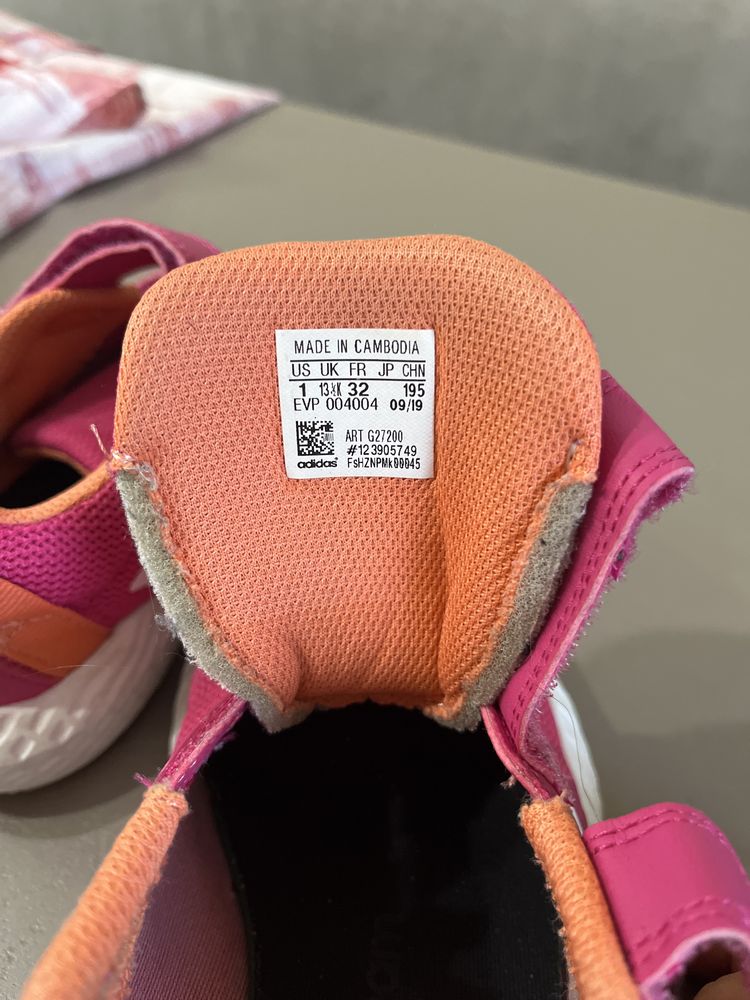 MADE IN CAMBODIA
US UK FR JP CHN
1 13½K 32 195
EVP 004004 09/19
ART G27200
#123905749
adidas FsHZNPMk00045